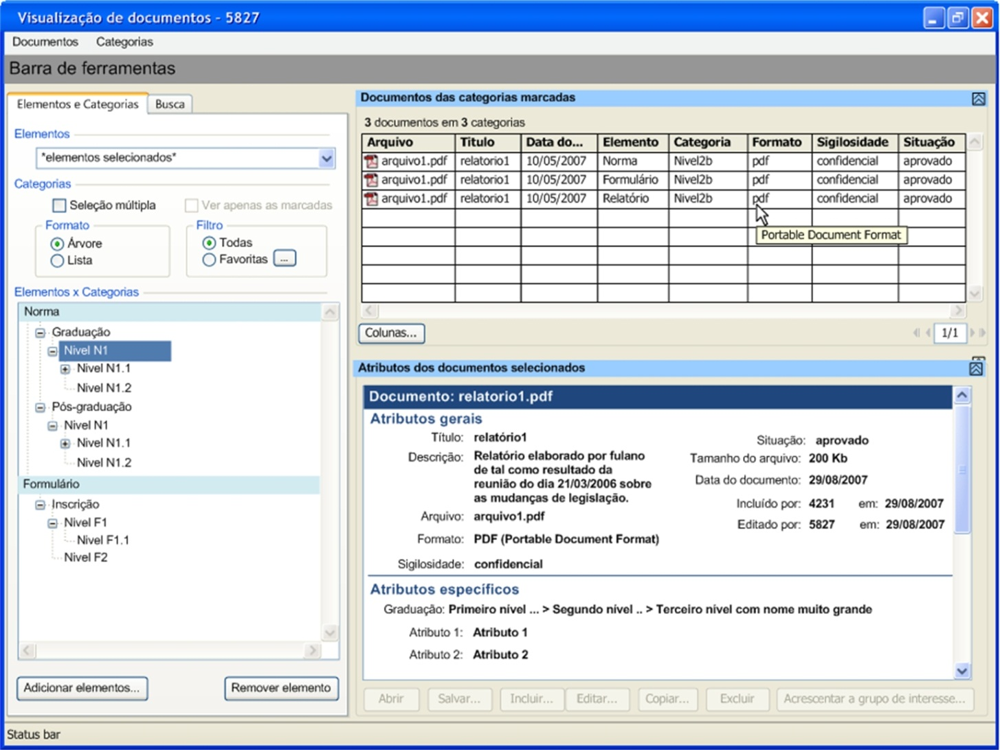 Visualização de documentos - 5827
Documentos Categorias
Barra de ferramentas
Elementos e Categorias Busca
Elementos
*elementos selecionados*
Categorias
Seleção múltipla Ver apenas as marcadas
Formato Filtro
Árvore Todas
Lista Favoritas ...
Elementos x Categorias
Norma
Graduação
Nivel N1
Nivel N1.1
Nivel N1.2
Pós-graduação
Nivel N1
Nivel N1.1
Nivel N1.2
Formulário
Inscrição
Nivel F1
Nivel F1.1
Nivel F2
Adicionar elementos... Remover elemento
Documentos das categorias marcadas
3 documentos em 3 categorias
Arquivo Titulo Data do... Elemento Categoria Formato Sigilosidade Situação
arquivo1.pdf relatorio1 10/05/2007 Norma Nivel2b pdf confidencial aprovado
arquivo1.pdf relatorio1 10/05/2007 Formulário Nivel2b pdf confidencial aprovado
arquivo1.pdf relatorio1 10/05/2007 Relatório Nivel2b pdf confidencial aprovado
Portable Document Format
Colunas... 1/1
Atributos dos documentos selecionados
Documento: relatorio1.pdf
Atributos gerais
Título: relatório1
Descrição: Relatório elaborado por fulano
de tal como resultado da
reunião do dia 21/03/2006 sobre
as mudanças de legislação.
Arquivo: arquivo1.pdf
Formato: PDF (Portable Document Format)
Sigilosidade: confidencial
Situação: aprovado
Tamanho do arquivo: 200 Kb
Data do documento: 29/08/2007
Incluído por: 4231 em: 29/08/2007
Editado por: 5827 em: 29/08/2007
Atributos específicos
Graduação: Primeiro nível ... > Segundo nível .. > Terceiro nível com nome muito grande
Atributo 1: Atributo 1
Atributo 2: Atributo 2
Abrir Salvar... Incluir... Editar... Copiar... Excluir Acrescentar a grupo de interesse...
Status bar